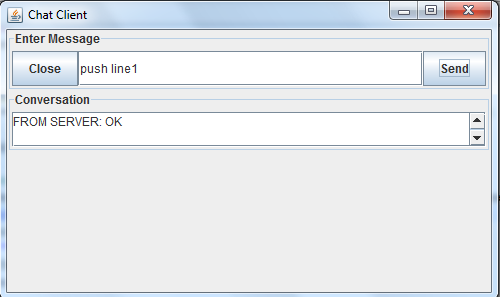 Chat Client
Enter Message
Close push line1 Send
Conversation
FROM SERVER: OK